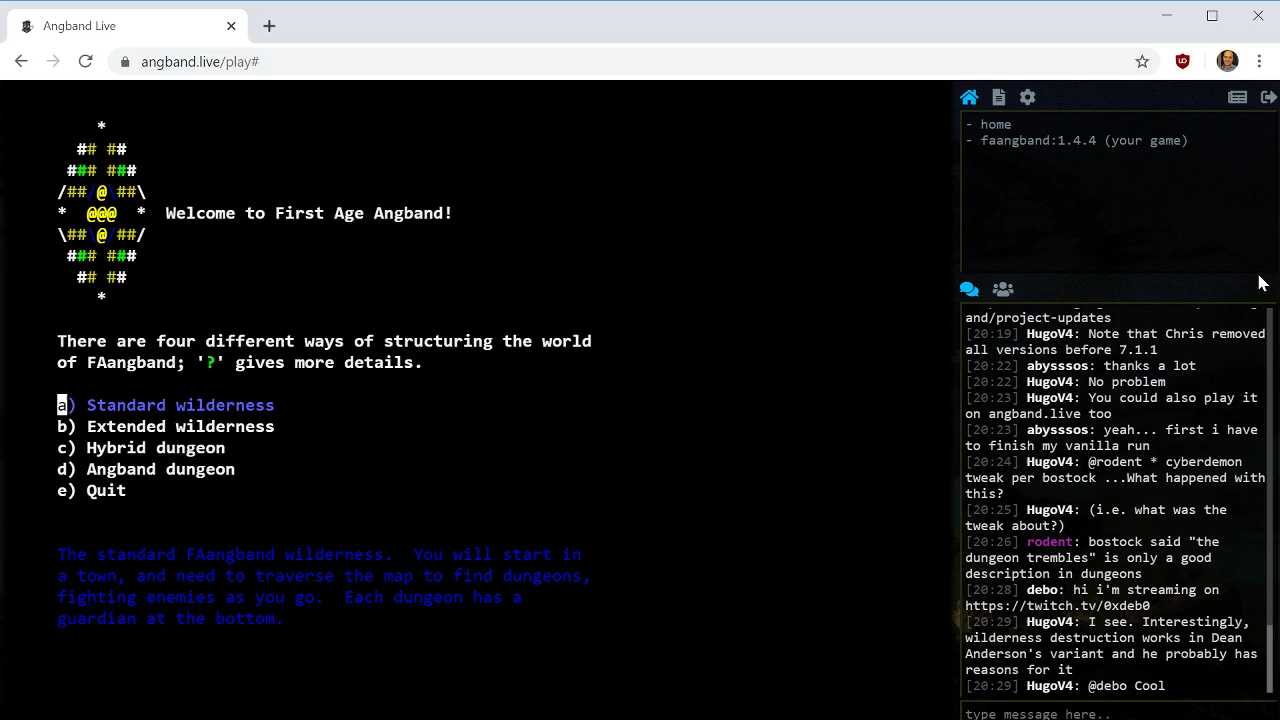 Angband Live
angband.live/play#
*
## ##
### ###
/##/@\##\
* @@@ * Welcome to First Age Angband!
\##\@/##/
### ###
## ##
*
There are four different ways of structuring the world
of FAangband; '?' gives more details.
a) Standard wilderness
b) Extended wilderness
c) Hybrid dungeon
d) Angband dungeon
e) Quit
The standard FAangband wilderness. You will start in
a town, and need to traverse the map to find dungeons,
fighting enemies as you go. Each dungeon has a
guardian at the bottom.
- home
- faangband:1.4.4 (your game)
and/project-updates
[20:19] HugoV4: Note that Chris removed
all versions before 7.1.1
[20:22] abysssos: thanks a lot
[20:22] HugoV4: No problem
[20:23] HugoV4: You could also play it
on angband.live too
[20:23] abysssos: yeah... first i have
to finish my vanilla run
[20:24] HugoV4: @rodent * cyberdemon
tweak per bostock ...What happened with
this?
[20:25] HugoV4: (i.e. what was the
tweak about?)
[20:26] rodent: bostock said "the
dungeon trembles" is only a good
description in dungeons
[20:28] debo: hi i'm streaming on
https://twitch.tv/0xdeb0
[20:29] HugoV4: I see. Interestingly,
wilderness destruction works in Dean
Anderson's variant and he probably has
reasons for it
[20:29] HugoV4: @debo Cool
type message here..